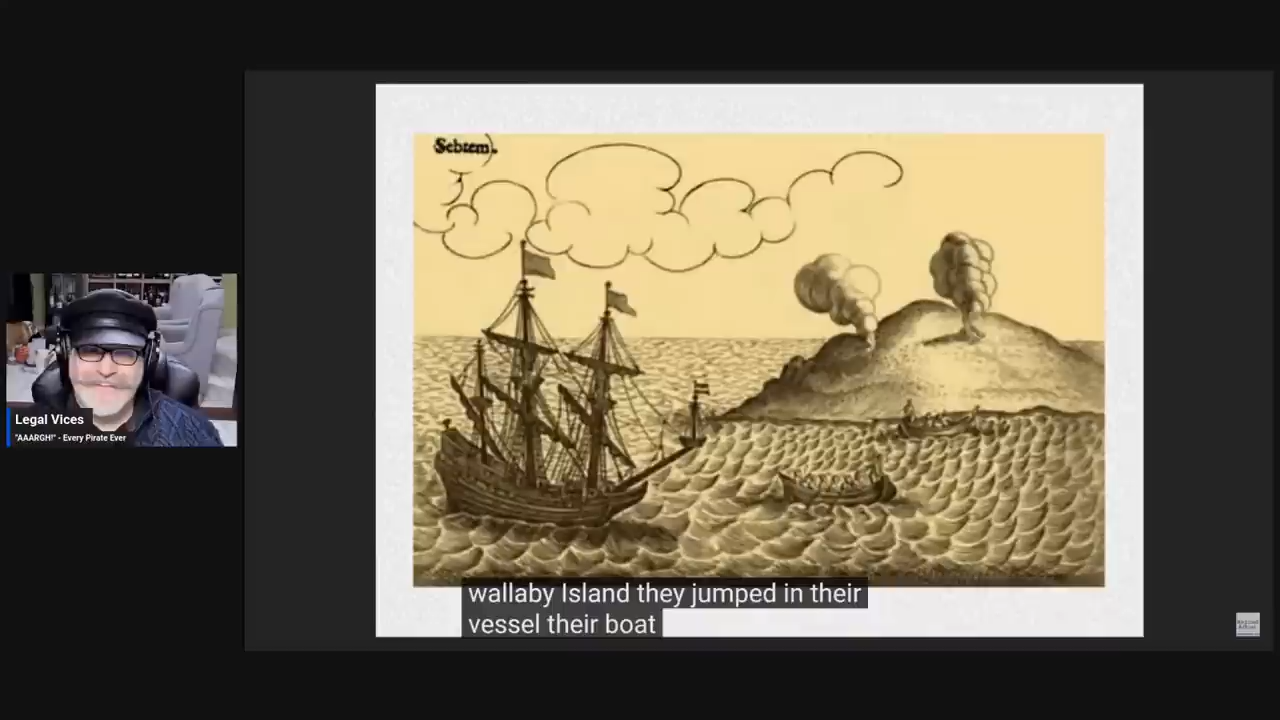 Sebtem.
Legal Vices
"AAARGH!" - Every Pirate Ever
wallaby Island they jumped in their
vessel their boat